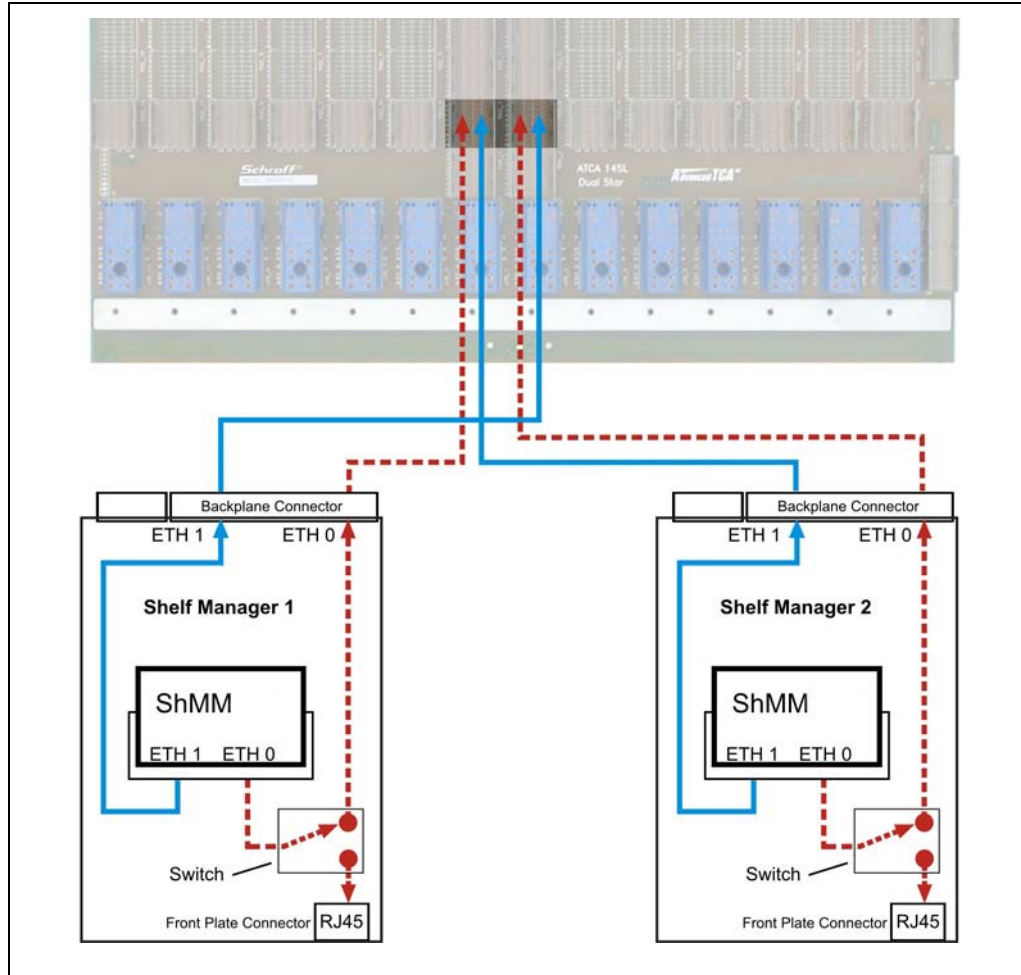 Schroff
ATCA 14SL
Dual Star
AdvancedTCA
Backplane Connector
ETH 1
ETH 0
Shelf Manager 1
ShMM
ETH 1
ETH 0
Switch
Front Plate Connector
RJ45
Backplane Connector
ETH 1
ETH 0
Shelf Manager 2
ShMM
ETH 1
ETH 0
Switch
Front Plate Connector
RJ45